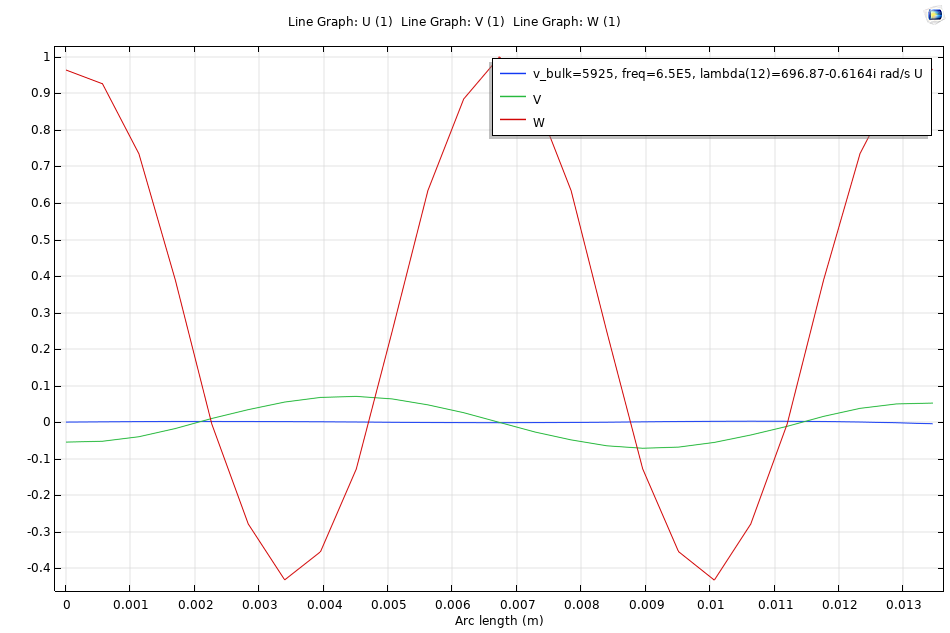 Line Graph: U (1)  Line Graph: V (1)  Line Graph: W (1)
v_bulk=5925, freq=6.5E5, lambda(12)=696.87-0.6164i rad/s U
V
W
1
0.9
0.8
0.7
0.6
0.5
0.4
0.3
0.2
0.1
0
-0.1
-0.2
-0.3
-0.4
0 0.001 0.002 0.003 0.004 0.005 0.006 0.007 0.008 0.009 0.01 0.011 0.012 0.013
Arc length (m)